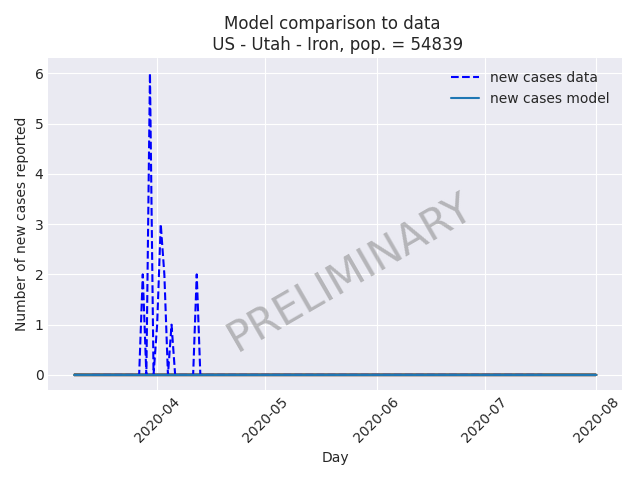 Model comparison to data
US - Utah - Iron, pop. = 54839
new cases data
new cases model
Number of new cases reported
6
5
4
3
2
1
0
PRELIMINARY
2020-04
2020-05
2020-06
2020-07
2020-08
Day